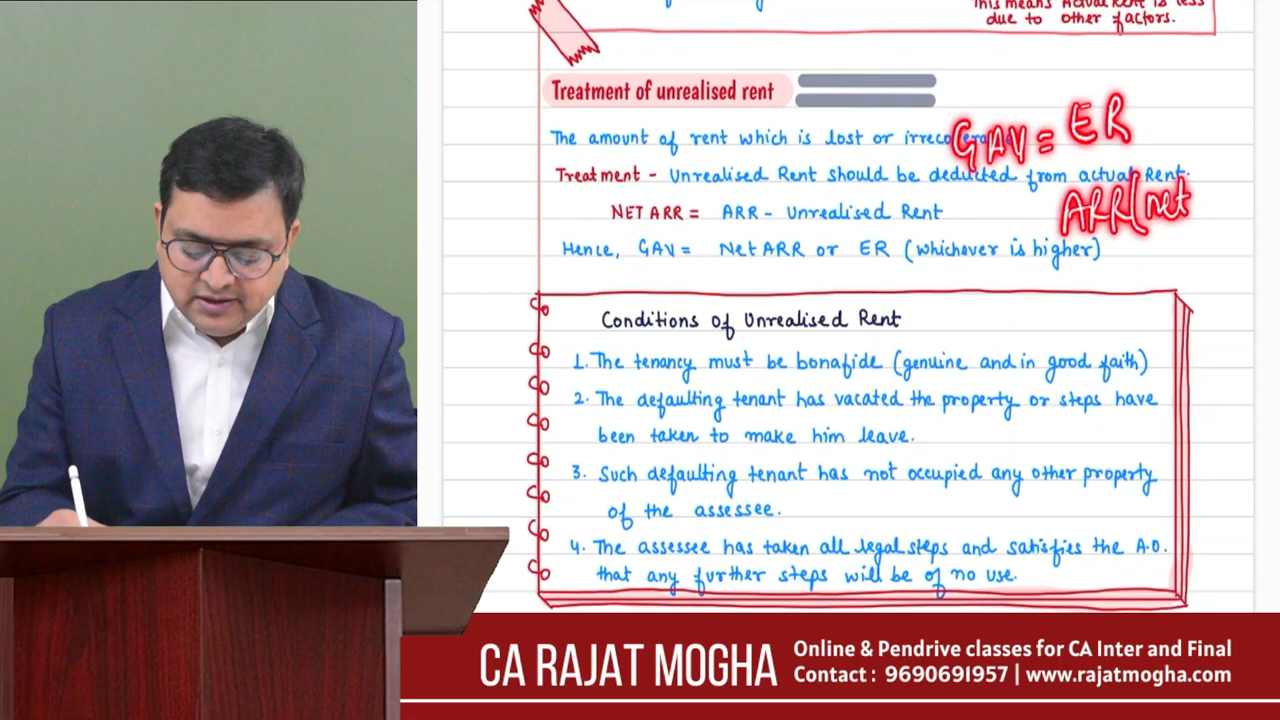 This means Actual Rent is less
due to other factors.
Treatment of unrealised rent
The amount of rent which is lost or
GAV = ER
Treatment - Unrealised Rent should be deducted from actual Rent.
ARR (net
NET ARR = ARR - Unrealised Rent
Hence, GAV = Net ARR or ER (whichever is higher)
Conditions of Unrealised Rent
1. The tenancy must be bonafide (genuine and in good faith)
2. The defaulting tenant has vacated the property or steps have
been taken to make him leave.
3. Such defaulting tenant has not occupied any other property
of the assessee.
4. The assessee has taken all legal steps and satisfies the A.O.
that any further steps will be of no use.
CA RAJAT MOGHA
Online & Pendrive classes for CA Inter and Final
Contact : 9690691957 | www.rajatmogha.com